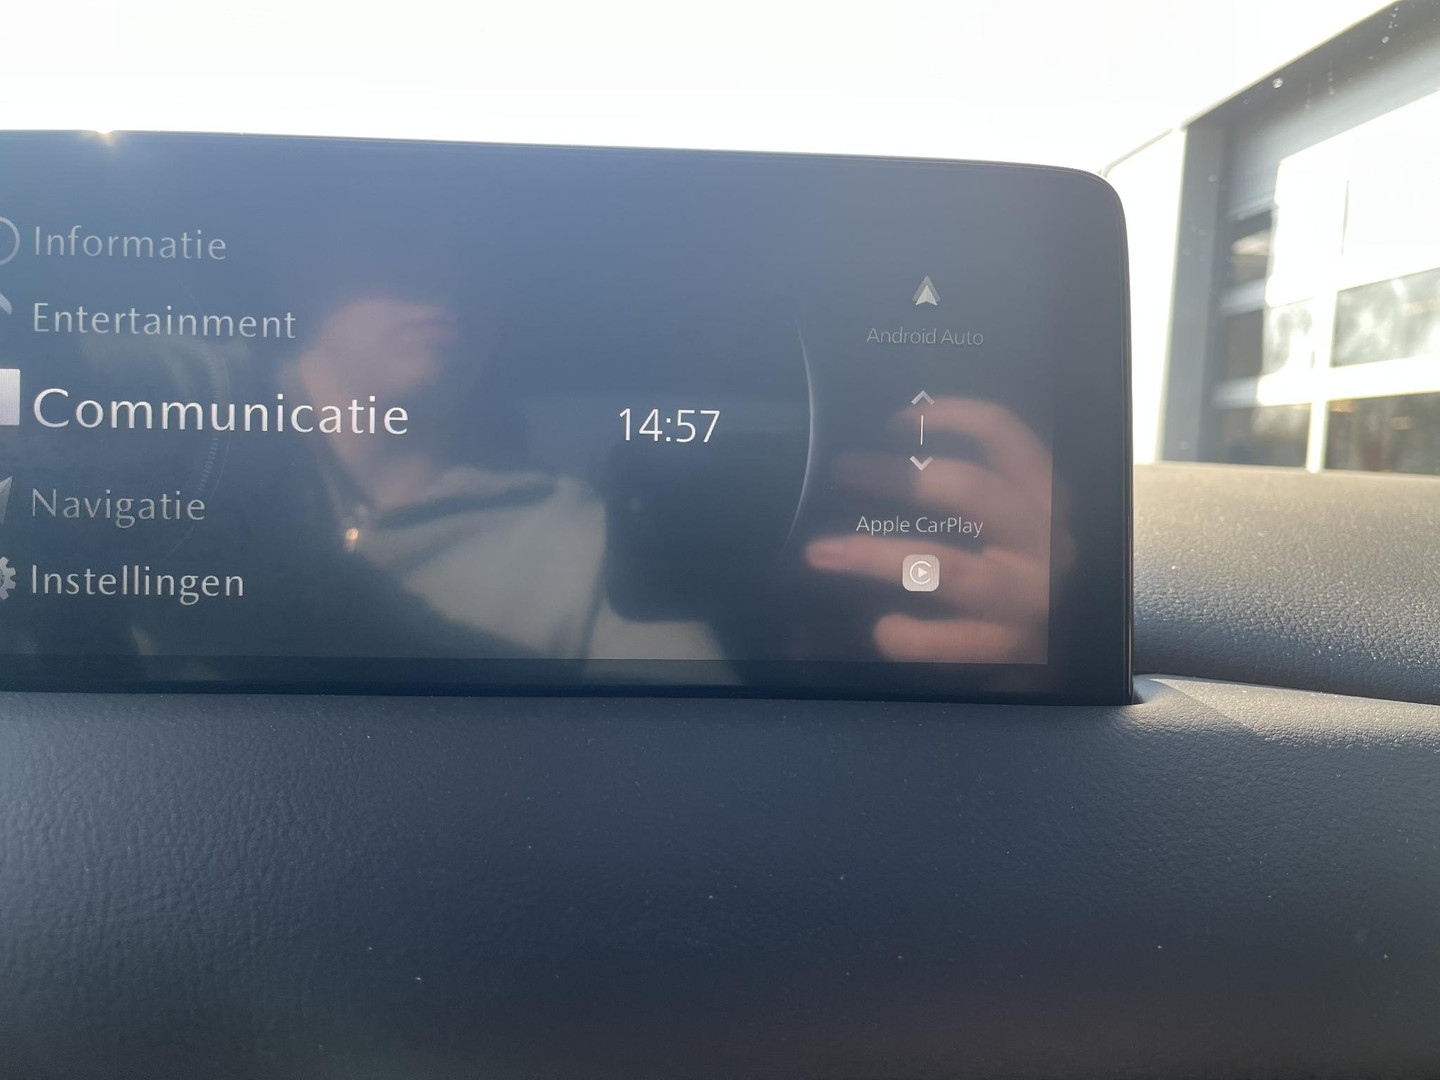 Informatie
Entertainment
Communicatie
Navigatie
Instellingen
14:57
Android Auto
Apple CarPlay